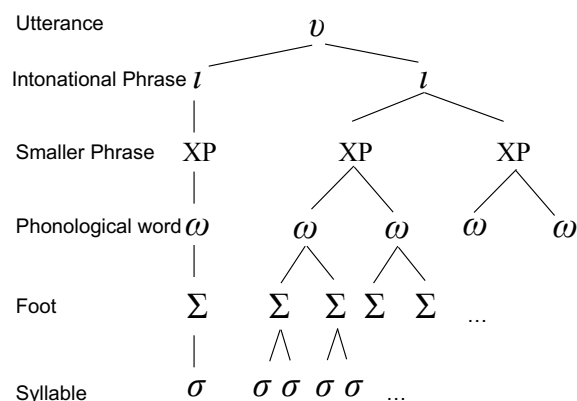 Utterance υ
Intonational Phrase ι ι
Smaller Phrase XP XP XP
Phonological word ω ω ω ω ω
Foot Σ Σ Σ Σ Σ ...
Syllable σ σ σ σ σ ...